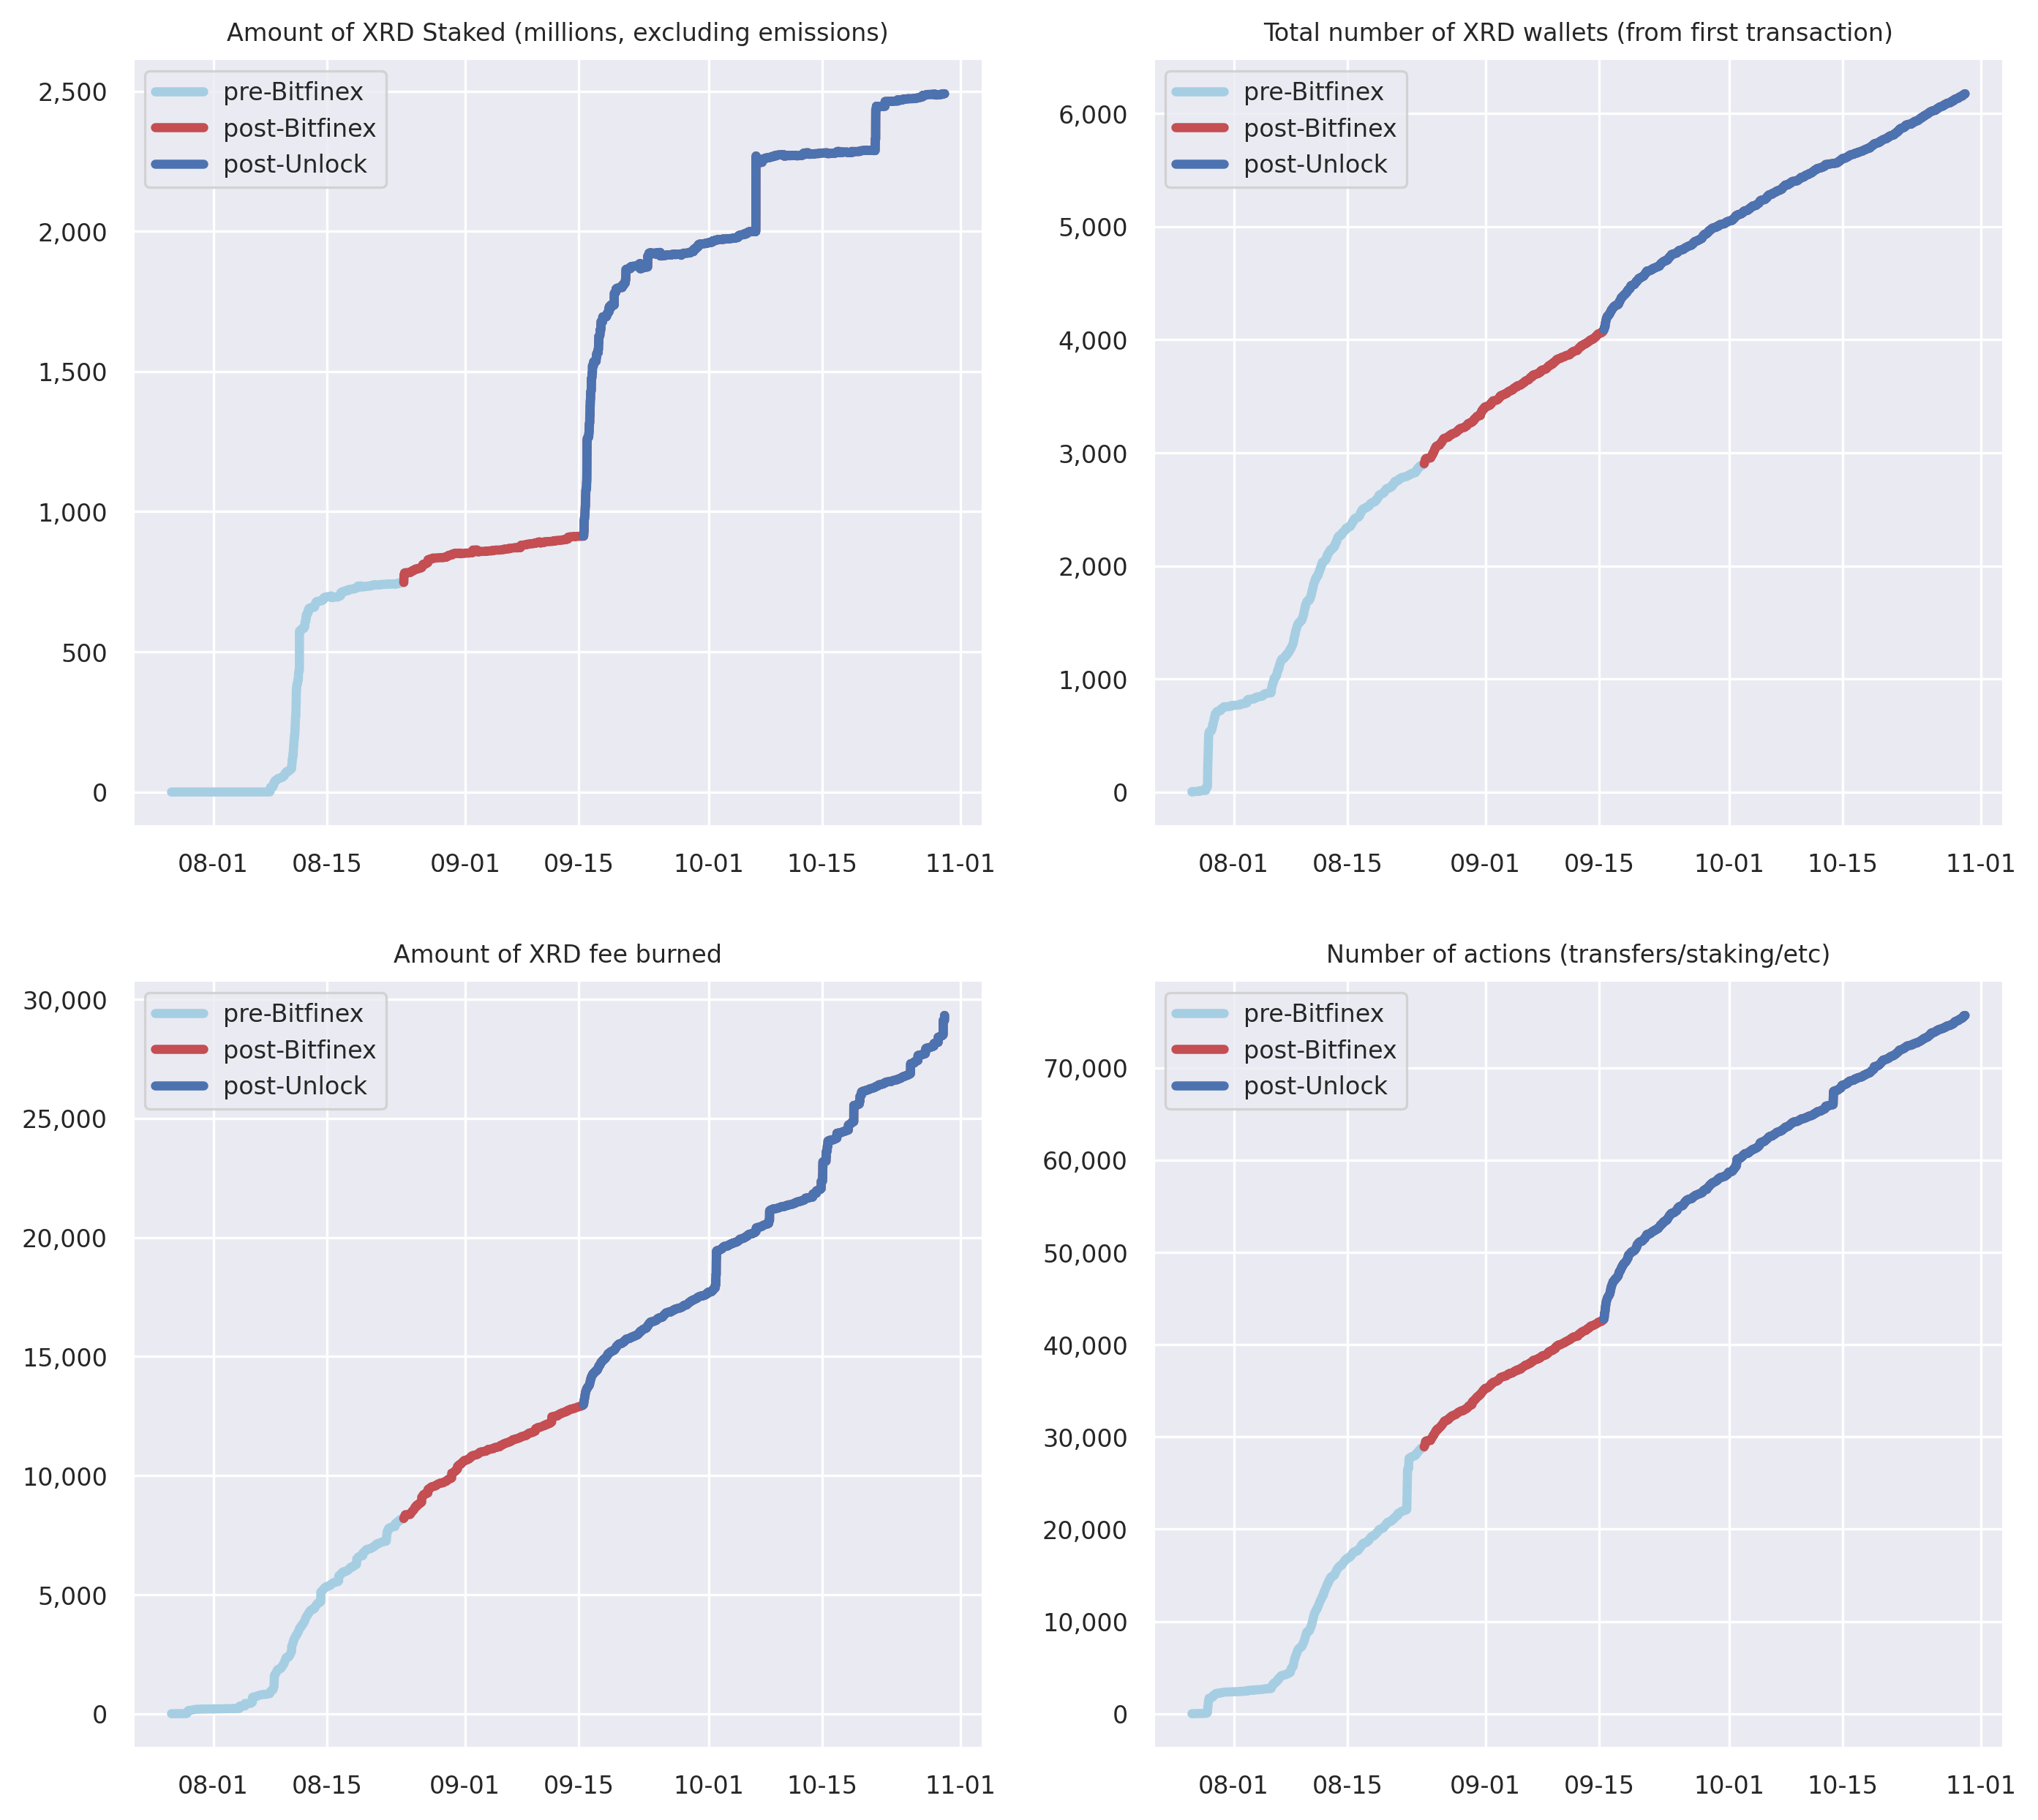 Amount of XRD Staked (millions, excluding emissions)
pre-Bitfinex
post-Bitfinex
post-Unlock
2,500
2,000
1,500
1,000
500
0
08-01 08-15 09-01 09-15 10-01 10-15 11-01
Total number of XRD wallets (from first transaction)
pre-Bitfinex
post-Bitfinex
post-Unlock
6,000
5,000
4,000
3,000
2,000
1,000
0
08-01 08-15 09-01 09-15 10-01 10-15 11-01
Amount of XRD fee burned
pre-Bitfinex
post-Bitfinex
post-Unlock
30,000
25,000
20,000
15,000
10,000
5,000
0
08-01 08-15 09-01 09-15 10-01 10-15 11-01
Number of actions (transfers/staking/etc)
pre-Bitfinex
post-Bitfinex
post-Unlock
70,000
60,000
50,000
40,000
30,000
20,000
10,000
0
08-01 08-15 09-01 09-15 10-01 10-15 11-01